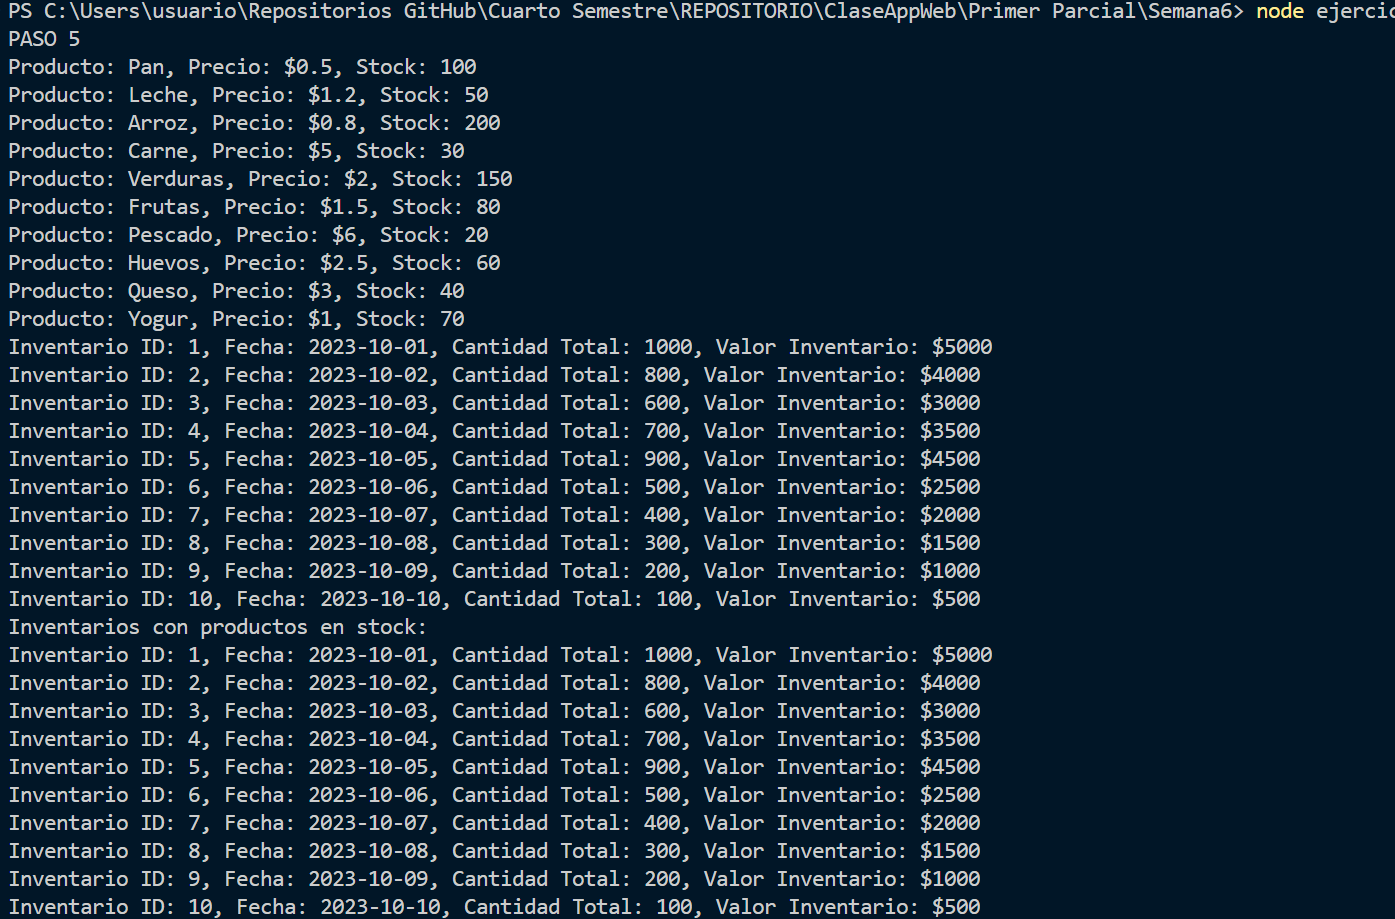 PS C:\Users\usuario\Repositorios GitHub\Cuarto Semestre\REPOSITORIO\ClaseAppWeb\Primer Parcial\Semana6> node ejercic
PASO 5
Producto: Pan, Precio: $0.5, Stock: 100
Producto: Leche, Precio: $1.2, Stock: 50
Producto: Arroz, Precio: $0.8, Stock: 200
Producto: Carne, Precio: $5, Stock: 30
Producto: Verduras, Precio: $2, Stock: 150
Producto: Frutas, Precio: $1.5, Stock: 80
Producto: Pescado, Precio: $6, Stock: 20
Producto: Huevos, Precio: $2.5, Stock: 60
Producto: Queso, Precio: $3, Stock: 40
Producto: Yogur, Precio: $1, Stock: 70
Inventario ID: 1, Fecha: 2023-10-01, Cantidad Total: 1000, Valor Inventario: $5000
Inventario ID: 2, Fecha: 2023-10-02, Cantidad Total: 800, Valor Inventario: $4000
Inventario ID: 3, Fecha: 2023-10-03, Cantidad Total: 600, Valor Inventario: $3000
Inventario ID: 4, Fecha: 2023-10-04, Cantidad Total: 700, Valor Inventario: $3500
Inventario ID: 5, Fecha: 2023-10-05, Cantidad Total: 900, Valor Inventario: $4500
Inventario ID: 6, Fecha: 2023-10-06, Cantidad Total: 500, Valor Inventario: $2500
Inventario ID: 7, Fecha: 2023-10-07, Cantidad Total: 400, Valor Inventario: $2000
Inventario ID: 8, Fecha: 2023-10-08, Cantidad Total: 300, Valor Inventario: $1500
Inventario ID: 9, Fecha: 2023-10-09, Cantidad Total: 200, Valor Inventario: $1000
Inventario ID: 10, Fecha: 2023-10-10, Cantidad Total: 100, Valor Inventario: $500
Inventarios con productos en stock:
Inventario ID: 1, Fecha: 2023-10-01, Cantidad Total: 1000, Valor Inventario: $5000
Inventario ID: 2, Fecha: 2023-10-02, Cantidad Total: 800, Valor Inventario: $4000
Inventario ID: 3, Fecha: 2023-10-03, Cantidad Total: 600, Valor Inventario: $3000
Inventario ID: 4, Fecha: 2023-10-04, Cantidad Total: 700, Valor Inventario: $3500
Inventario ID: 5, Fecha: 2023-10-05, Cantidad Total: 900, Valor Inventario: $4500
Inventario ID: 6, Fecha: 2023-10-06, Cantidad Total: 500, Valor Inventario: $2500
Inventario ID: 7, Fecha: 2023-10-07, Cantidad Total: 400, Valor Inventario: $2000
Inventario ID: 8, Fecha: 2023-10-08, Cantidad Total: 300, Valor Inventario: $1500
Inventario ID: 9, Fecha: 2023-10-09, Cantidad Total: 200, Valor Inventario: $1000
Inventario ID: 10, Fecha: 2023-10-10, Cantidad Total: 100, Valor Inventario: $500